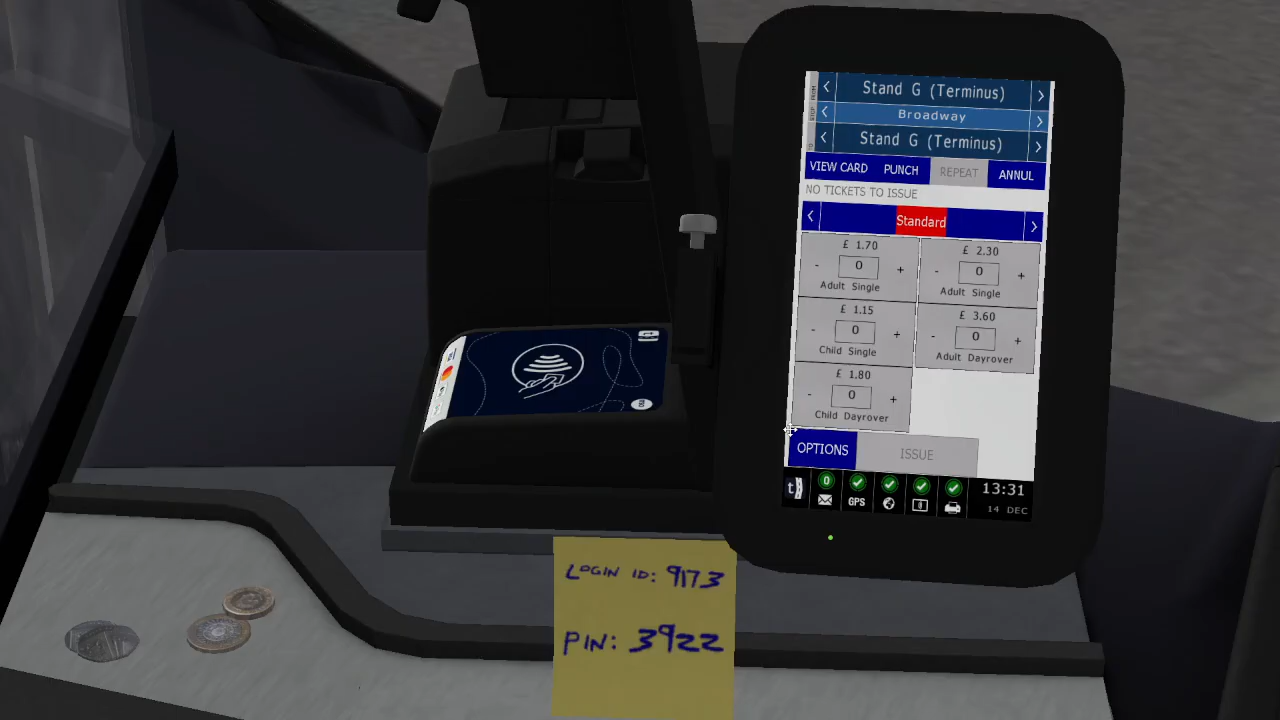 Stand G (Terminus)
Broadway
Stand G (Terminus)
VIEW CARD PUNCH REPEAT ANNUL
NO TICKETS TO ISSUE
Standard
£ 1.70
- 0 +
Adult Single
£ 2.30
- 0 +
Adult Single
£ 1.15
- 0 +
Child Single
£ 3.60
- 0 +
Adult Dayrover
£ 1.80
- 0 +
Child Dayrover
OPTIONS ISSUE
0
GPS
13:31
14 DEC
LOGIN ID: 9173
PIN: 3922